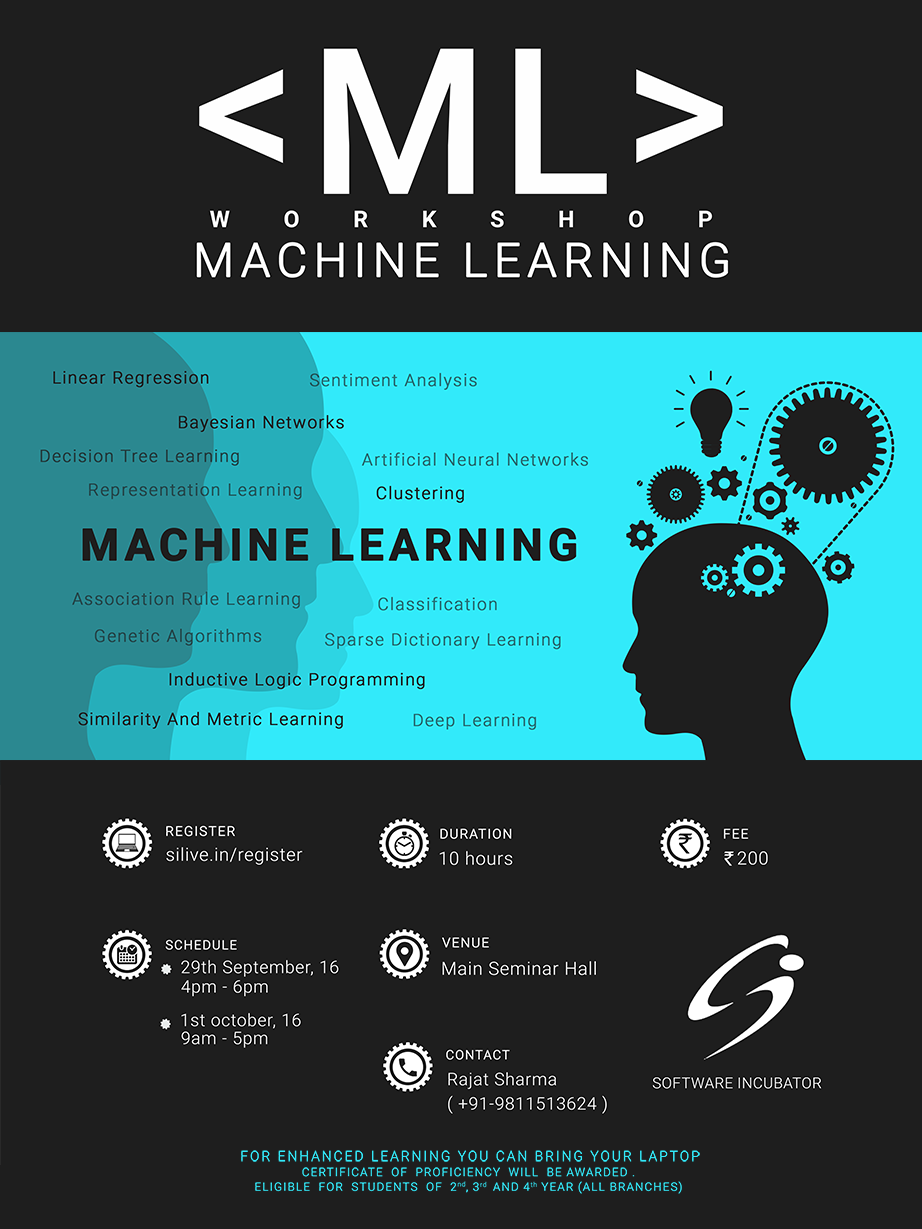 <ML>
WORKSHOP
MACHINE LEARNING
Linear Regression
Sentiment Analysis
Bayesian Networks
Decision Tree Learning
Artificial Neural Networks
Representation Learning
Clustering
MACHINE LEARNING
Association Rule Learning
Classification
Genetic Algorithms
Sparse Dictionary Learning
Inductive Logic Programming
Similarity And Metric Learning
Deep Learning
REGISTER
silive.in/register
DURATION
10 hours
FEE
₹200
SCHEDULE
29th September, 16
4pm - 6pm
1st october, 16
9am - 5pm
VENUE
Main Seminar Hall
CONTACT
Rajat Sharma
( +91-9811513624 )
SOFTWARE INCUBATOR
FOR ENHANCED LEARNING YOU CAN BRING YOUR LAPTOP
CERTIFICATE OF PROFICIENCY WILL BE AWARDED .
ELIGIBLE FOR STUDENTS OF 2nd, 3rd AND 4th YEAR (ALL BRANCHES)